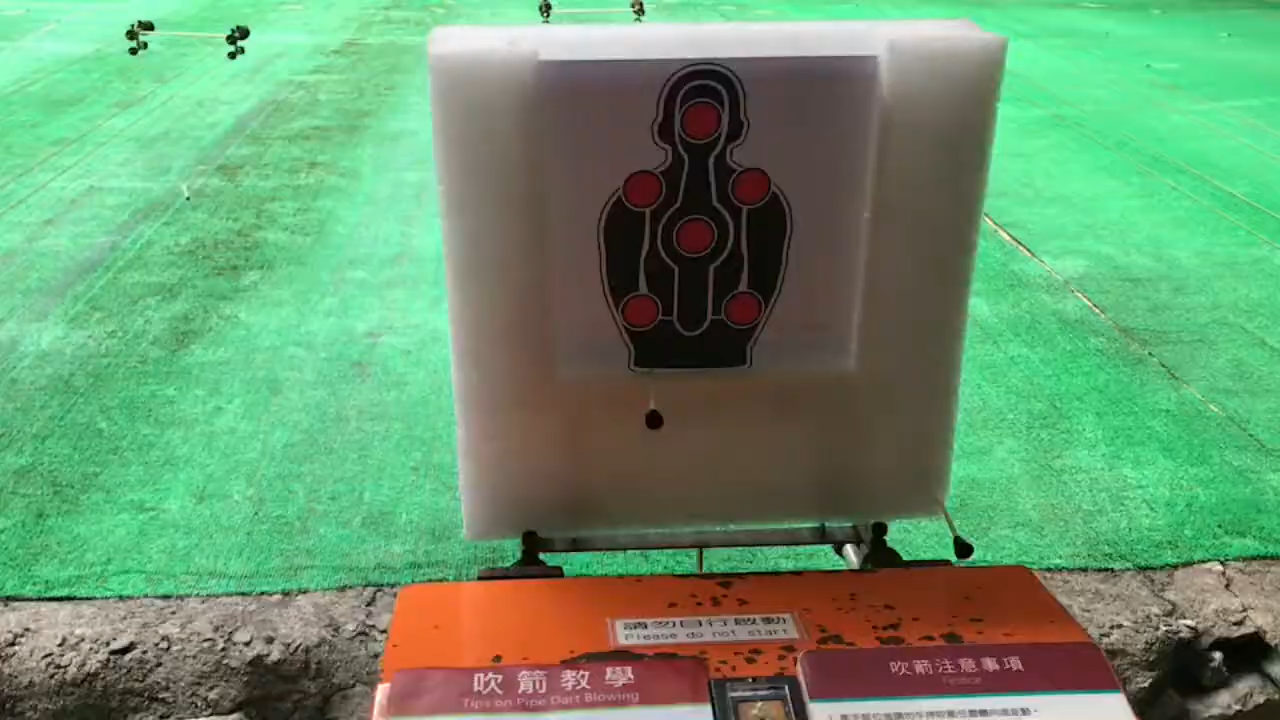 請勿自行啟動
Please do not start
吹箭教學
Tips on Pipe Dart Blowing
吹箭注意事項
Notice